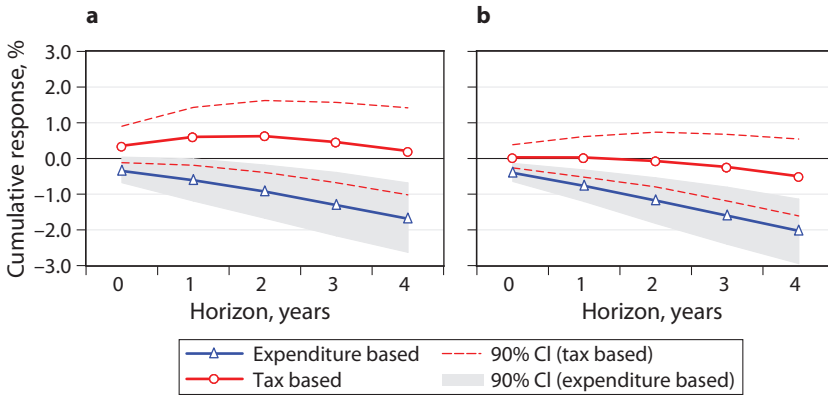 a
b
Cumulative response, %
3.0
2.0
1.0
0.0
–1.0
–2.0
–3.0
0 1 2 3 4
0 1 2 3 4
Horizon, years
Horizon, years
Expenditure based
90% CI (tax based)
Tax based
90% CI (expenditure based)